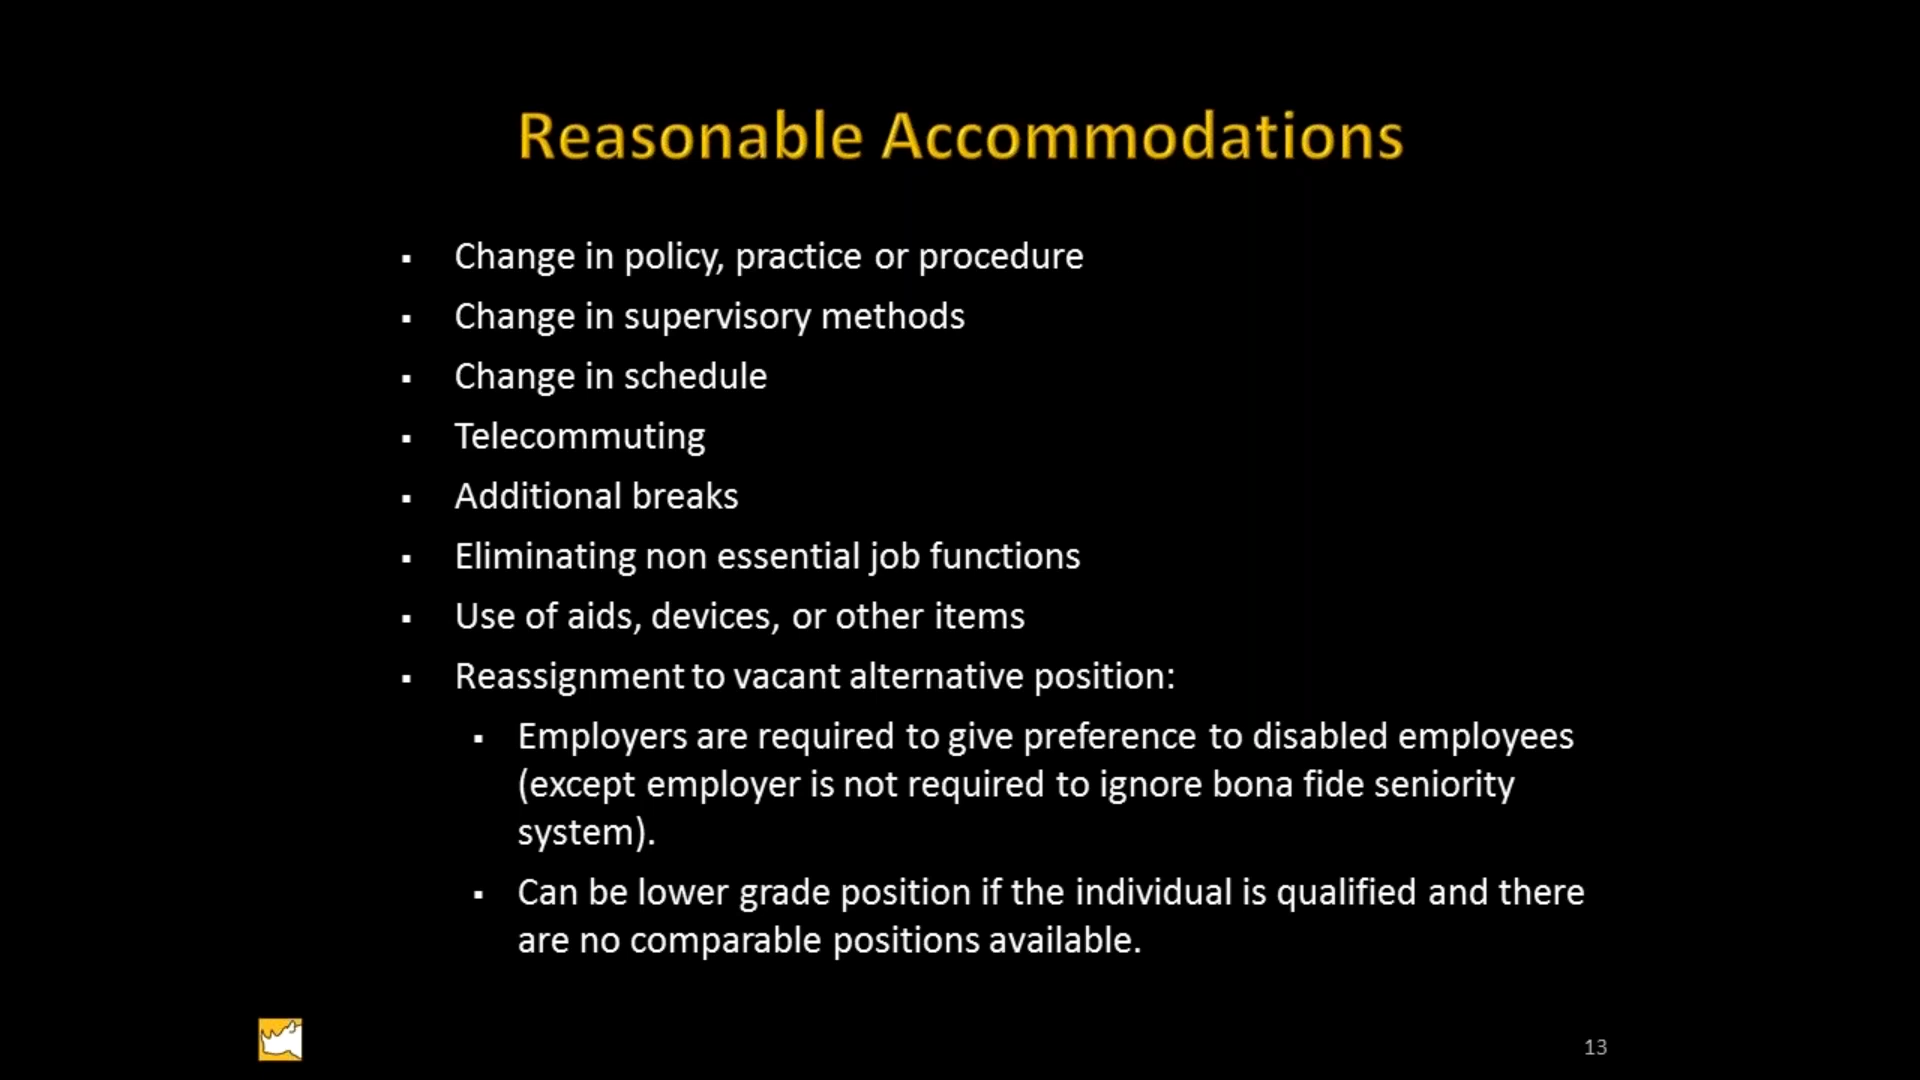 Reasonable Accommodations
▪ Change in policy, practice or procedure
▪ Change in supervisory methods
▪ Change in schedule
▪ Telecommuting
▪ Additional breaks
▪ Eliminating non essential job functions
▪ Use of aids, devices, or other items
▪ Reassignment to vacant alternative position:
▪ Employers are required to give preference to disabled employees
(except employer is not required to ignore bona fide seniority
system).
▪ Can be lower grade position if the individual is qualified and there
are no comparable positions available.
13